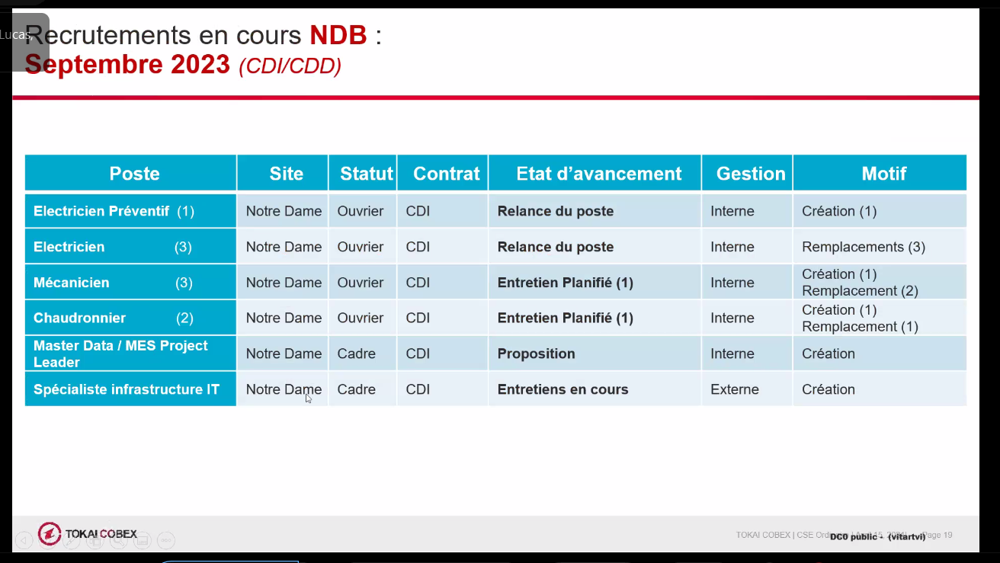 Lucas,
Recrutements en cours NDB :
Septembre 2023 (CDI/CDD)
Poste Site Statut Contrat Etat d’avancement Gestion Motif
Electricien Préventif (1) Notre Dame Ouvrier CDI Relance du poste Interne Création (1)
Electricien (3) Notre Dame Ouvrier CDI Relance du poste Interne Remplacements (3)
Mécanicien (3) Notre Dame Ouvrier CDI Entretien Planifié (1) Interne Création (1)
Remplacement (2)
Chaudronnier (2) Notre Dame Ouvrier CDI Entretien Planifié (1) Interne Création (1)
Remplacement (1)
Master Data / MES Project
Leader Notre Dame Cadre CDI Proposition Interne Création
Spécialiste infrastructure IT Notre Dame Cadre CDI Entretiens en cours Externe Création
TOKAI COBEX
TOKAI COBEX | CSE Page 19
DCO public - (vitartvi)